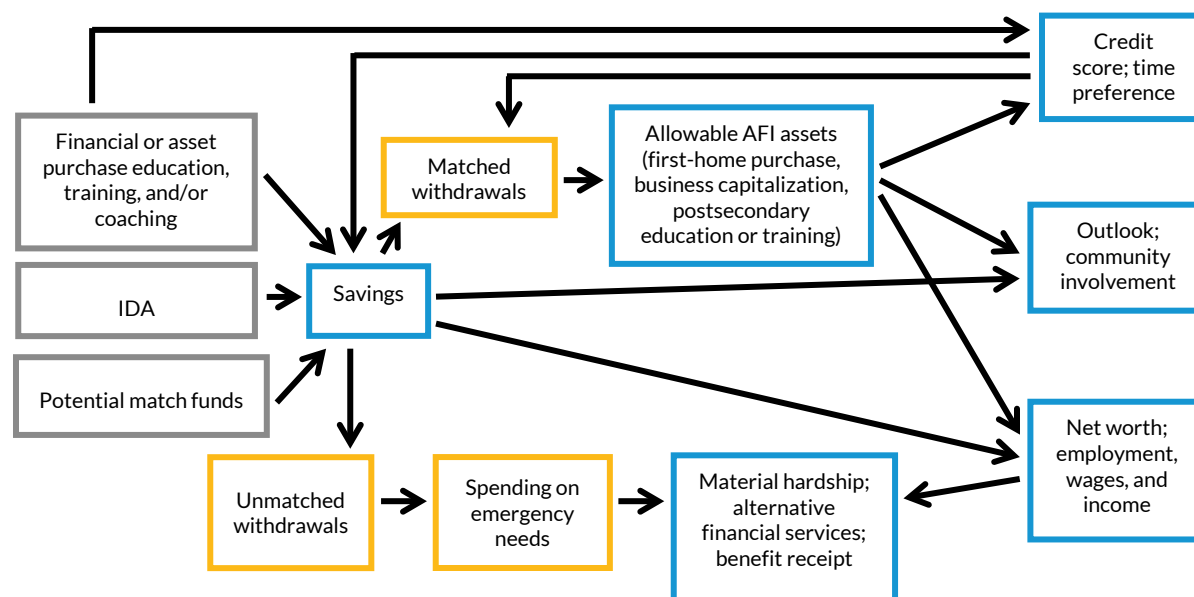 Credit
score; time
preference
Financial or asset
purchase education,
training, and/or
coaching
Matched
withdrawals
Allowable AFI assets
(first-home purchase,
business capitalization,
postsecondary
education or training)
Outlook;
community
involvement
IDA
Savings
Potential match funds
Net worth;
employment,
wages, and
income
Unmatched
withdrawals
Spending on
emergency
needs
Material hardship;
alternative
financial services;
benefit receipt